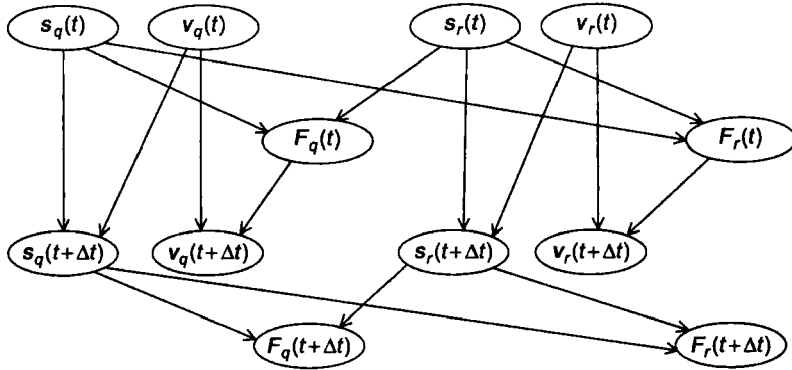 s_q(t) v_q(t) s_r(t) v_r(t)
F_q(t) F_r(t)
s_q(t+Δt) v_q(t+Δt) s_r(t+Δt) v_r(t+Δt)
F_q(t+Δt) F_r(t+Δt)